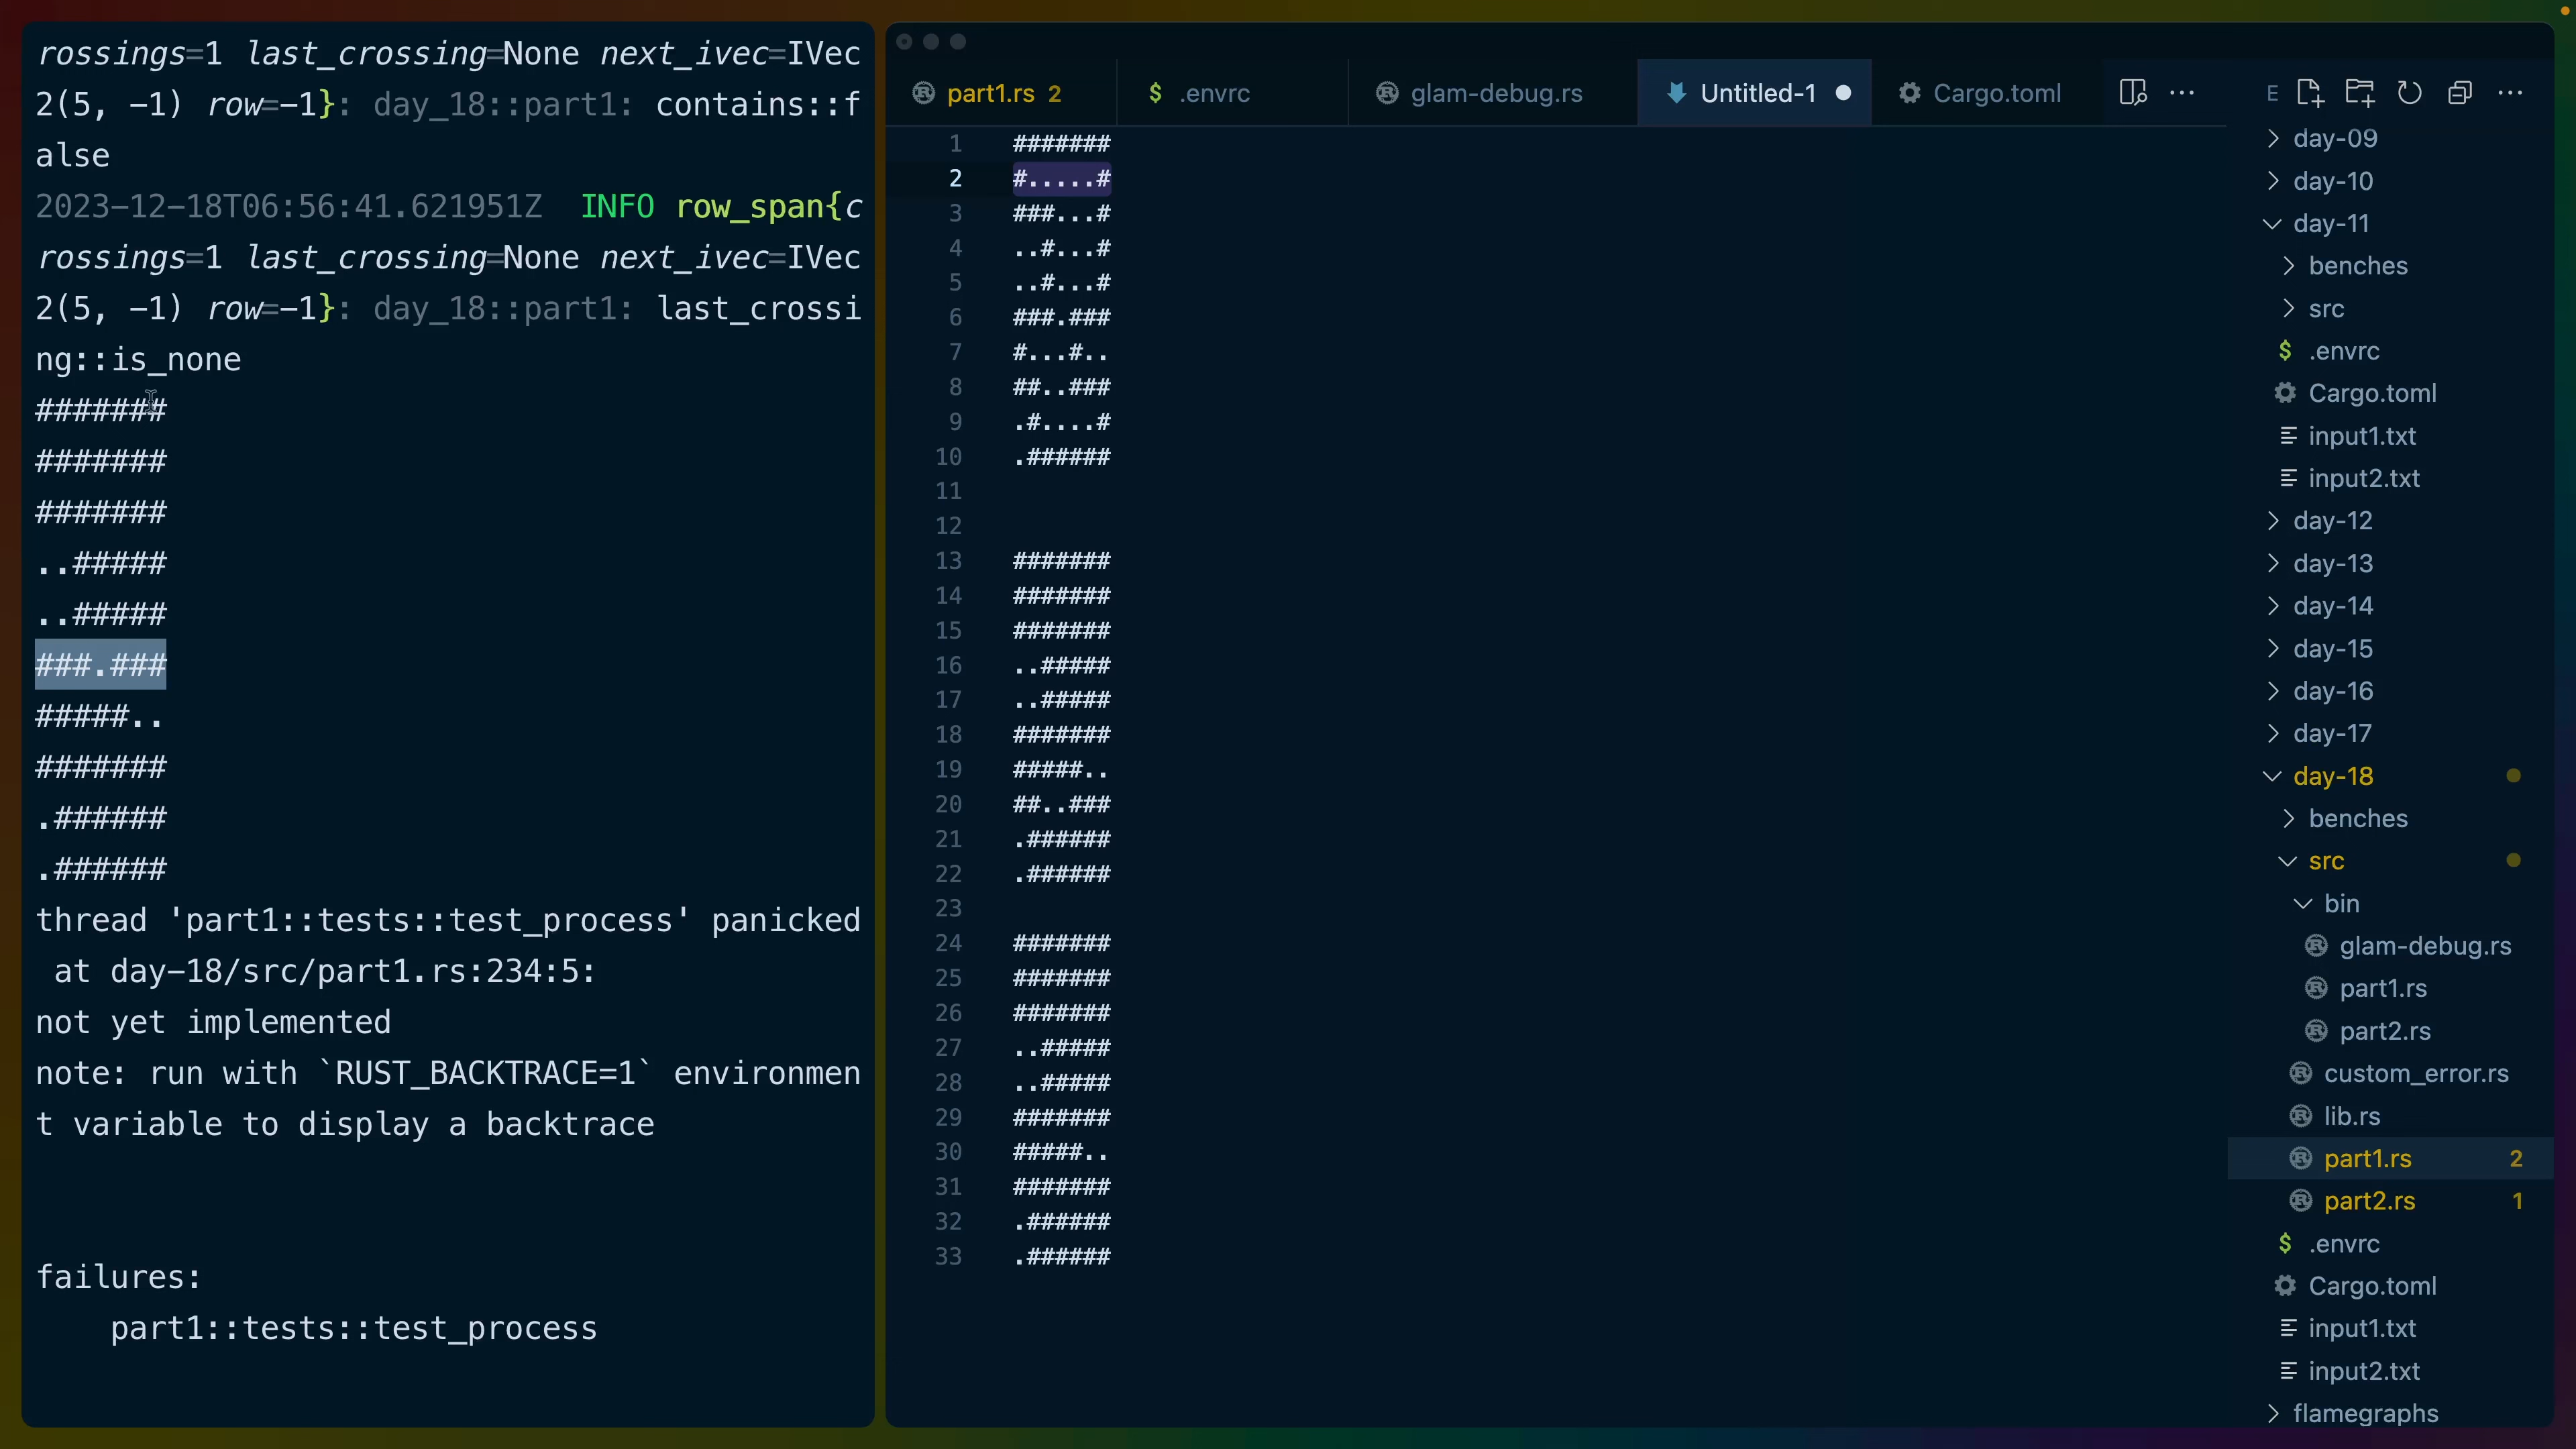 rossings=1 last_crossing=None next_ivec=IVec
2(5, −1) row=−1}: day_18::part1: contains::f
alse
2023−12−18T06:56:41.621951Z INFO row_span{c
rossings=1 last_crossing=None next_ivec=IVec
2(5, −1) row=−1}: day_18::part1: last_crossi
ng::is_none
#######
#######
#######
..#####
..#####
###.###
#####..
#######
.######
.######
thread 'part1::tests::test_process' panicked
at day−18/src/part1.rs:234:5:
not yet implemented
note: run with `RUST_BACKTRACE=1` environmen
t variable to display a backtrace
failures:
part1::tests::test_process
part1.rs 2
$ .envrc
glam-debug.rs
Untitled-1
Cargo.toml
1 #######
2 #.....#
3 ###...#
4 ..#...#
5 ..#...#
6 ###.###
7 #...#..
8 ##..###
9 .#....#
10 .######
11
12
13 #######
14 #######
15 #######
16 ..#####
17 ..#####
18 #######
19 #####..
20 ##..###
21 .######
22 .######
23
24 #######
25 #######
26 #######
27 ..#####
28 ..#####
29 #######
30 #####..
31 #######
32 .######
33 .######
E
day-09
day-10
day-11
benches
src
$ .envrc
Cargo.toml
input1.txt
input2.txt
day-12
day-13
day-14
day-15
day-16
day-17
day-18
benches
src
bin
glam-debug.rs
part1.rs
part2.rs
custom_error.rs
lib.rs
part1.rs 2
part2.rs 1
$ .envrc
Cargo.toml
input1.txt
input2.txt
flamegraphs